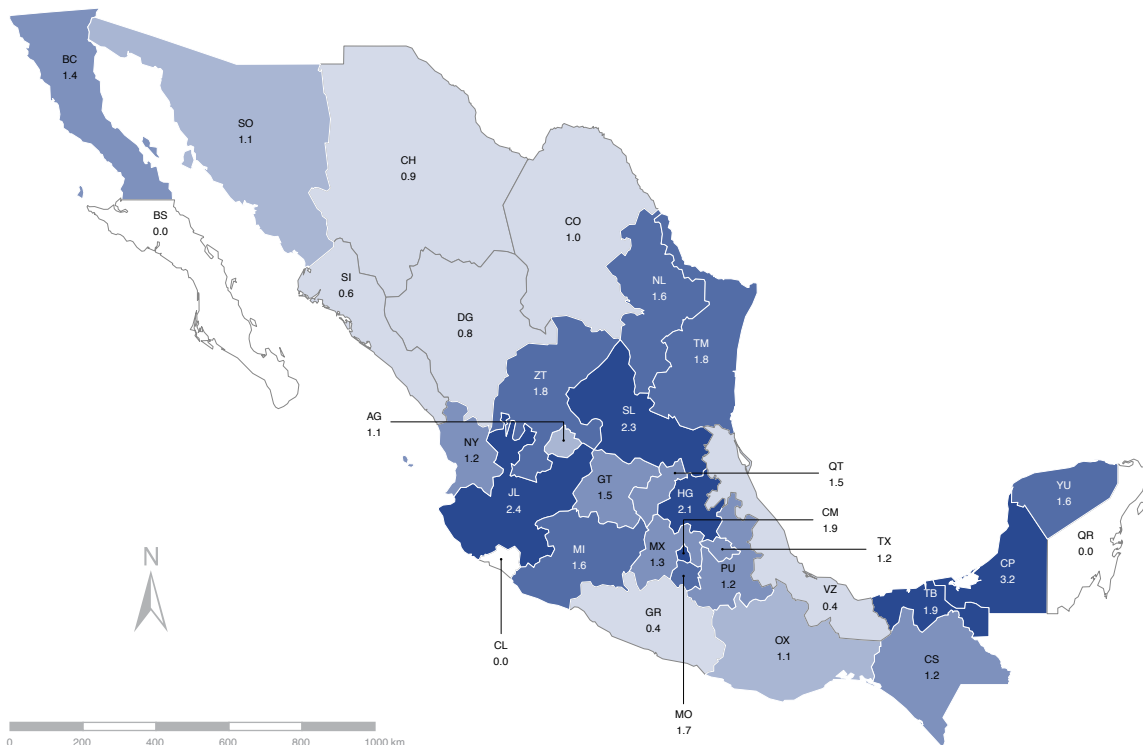 BC
1.4
SO
1.1
CH
0.9
CO
1.0
BS
0.0
SI
0.6
NL
1.6
DG
0.8
TM
1.8
ZT
1.8
AG
1.1
SL
2.3
NY
1.2
QT
1.5
GT
1.5
JL
2.4
HG
2.1
YU
1.6
CM
1.9
QR
0.0
TX
1.2
MX
1.3
MI
1.6
PU
1.2
CP
3.2
VZ
0.4
TB
1.9
GR
0.4
N
OX
1.1
CL
0.0
CS
1.2
MO
1.7
0 200 400 600 800 1000 km